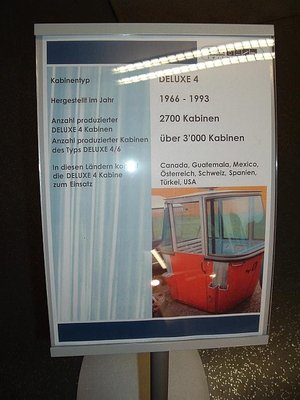 Kabinentyp DELUXE 4
Hergestellt im Jahr 1966 - 1993
Anzahl produzierter 2700 Kabinen
DELUXE 4 Kabinen
Anzahl produzierter Kabinen über 3'000 Kabinen
des Typs DELUXE 4/6
In diesen Ländern Canada, Guatemala, Mexico,
die DELUXE 4 Kabine Österreich, Schweiz, Spanien,
zum Einsatz Türkei, USA